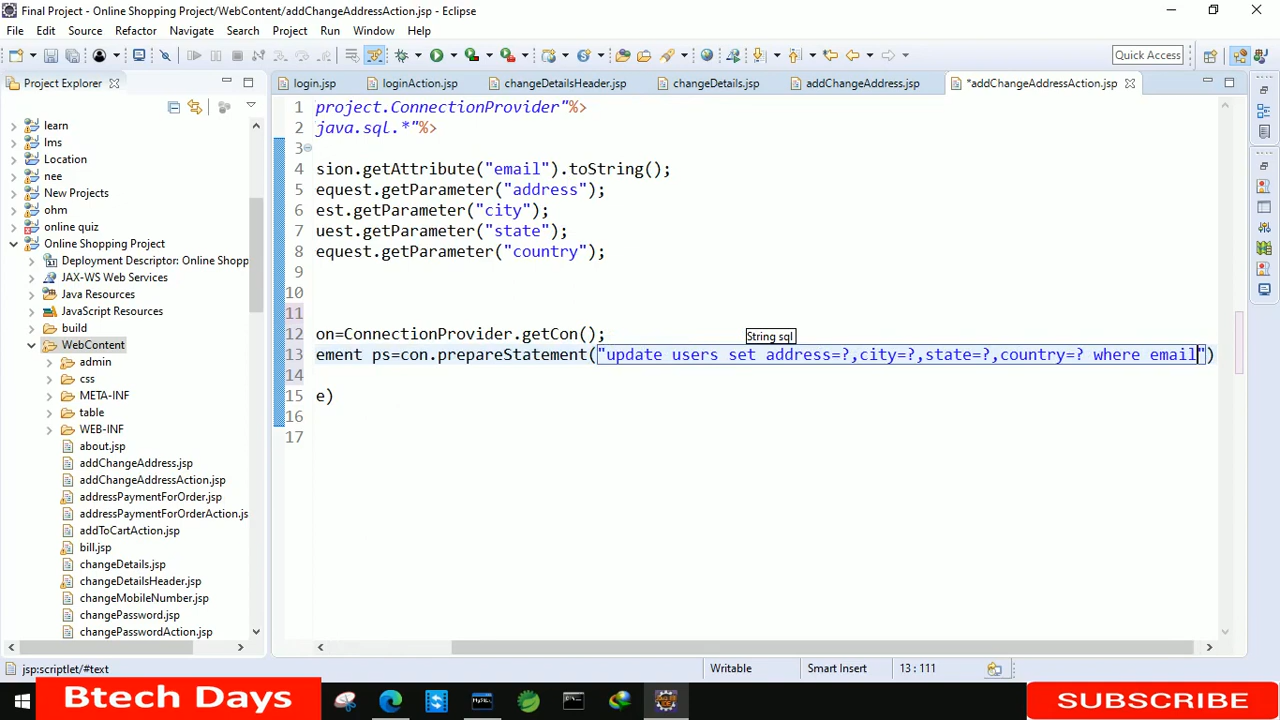 Final Project - Online Shopping Project/WebContent/addChangeAddressAction.jsp - Eclipse
File Edit Source Refactor Navigate Search Project Run Window Help
Quick Access
Project Explorer
login.jsp loginAction.jsp changeDetailsHeader.jsp changeDetails.jsp addChangeAddress.jsp *addChangeAddressAction.jsp
learn
lms
Location
nee
New Projects
ohm
online quiz
Online Shopping Project
Deployment Descriptor: Online Shopp
JAX-WS Web Services
Java Resources
JavaScript Resources
build
WebContent
admin
css
META-INF
table
WEB-INF
about.jsp
addChangeAddress.jsp
addChangeAddressAction.jsp
addressPaymentForOrder.jsp
addressPaymentForOrderAction.js
addToCartAction.jsp
bill.jsp
changeDetails.jsp
changeDetailsHeader.jsp
changeMobileNumber.jsp
changePassword.jsp
changePasswordAction.jsp
1 project.ConnectionProvider"%>
2 java.sql.*"%>
3
4 sion.getAttribute("email").toString();
5 equest.getParameter("address");
6 est.getParameter("city");
7 uest.getParameter("state");
8 equest.getParameter("country");
9
10
11
12 on=ConnectionProvider.getCon();
String sql
13 ement ps=con.prepareStatement("update users set address=?,city=?,state=?,country=? where email")
14
15 e)
16
17
jsp:scriptlet/#text
Writable Smart Insert 13 : 111
Btech Days
SUBSCRIBE